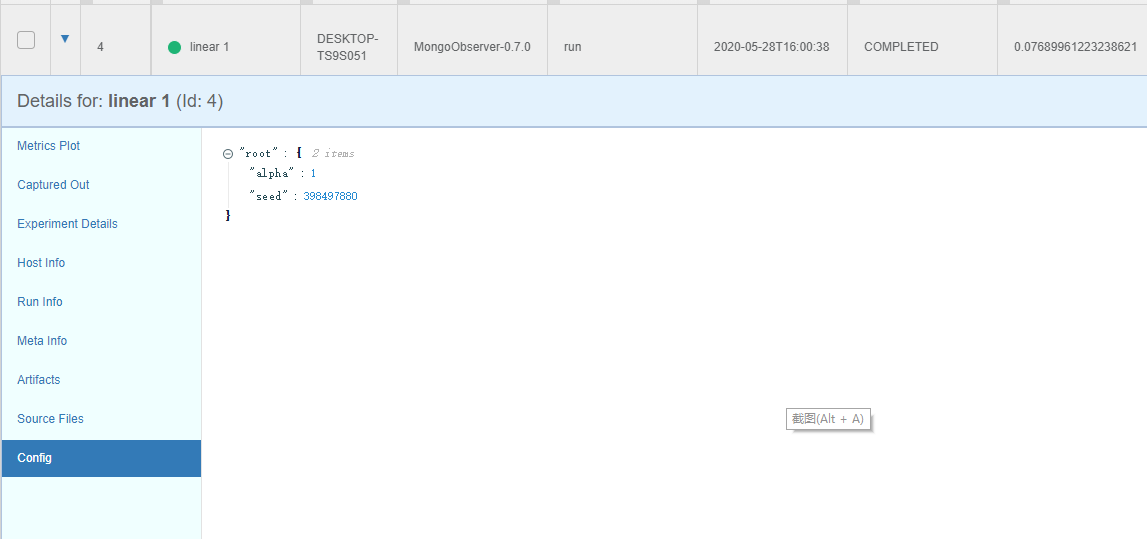 4
linear 1
DESKTOP-
TS9S051
MongoObserver-0.7.0
run
2020-05-28T16:00:38
COMPLETED
0.07689961223238621
Details for: linear 1 (Id: 4)
Metrics Plot
Captured Out
Experiment Details
Host Info
Run Info
Meta Info
Artifacts
Source Files
Config
"root" : { 2 items
"alpha" : 1
"seed" : 398497880
}
截图(Alt + A)